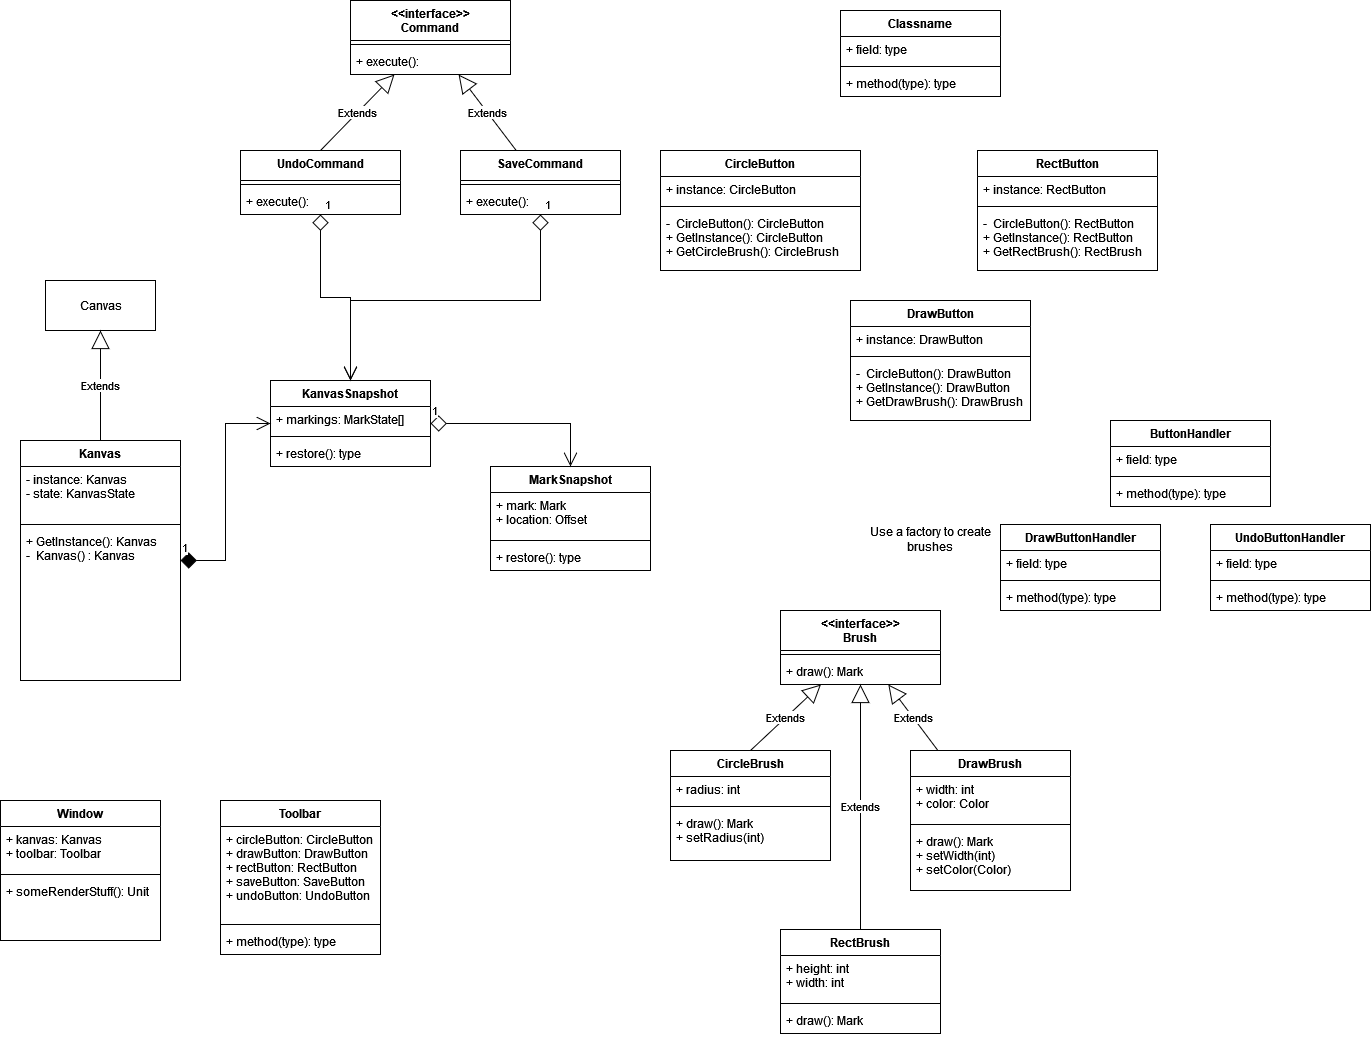 <<interface>>
Command
+ execute():
Extends
Extends
UndoCommand
+ execute():
1
SaveCommand
+ execute():
1
Classname
+ field: type
+ method(type): type
CircleButton
+ instance: CircleButton
- CircleButton(): CircleButton
+ GetInstance(): CircleButton
+ GetCircleBrush(): CircleBrush
RectButton
+ instance: RectButton
- CircleButton(): RectButton
+ GetInstance(): RectButton
+ GetRectBrush(): RectBrush
DrawButton
+ instance: DrawButton
- CircleButton(): DrawButton
+ GetInstance(): DrawButton
+ GetDrawBrush(): DrawBrush
Canvas
Extends
Kanvas
- instance: Kanvas
- state: KanvasState
+ GetInstance(): Kanvas
- Kanvas() : Kanvas
1
KanvasSnapshot
+ markings: MarkState[]
+ restore(): type
1
MarkSnapshot
+ mark: Mark
+ location: Offset
+ restore(): type
ButtonHandler
+ field: type
+ method(type): type
Use a factory to create
brushes
DrawButtonHandler
+ field: type
+ method(type): type
UndoButtonHandler
+ field: type
+ method(type): type
<<interface>>
Brush
+ draw(): Mark
Extends
Extends
Extends
CircleBrush
+ radius: int
+ draw(): Mark
+ setRadius(int)
DrawBrush
+ width: int
+ color: Color
+ draw(): Mark
+ setWidth(int)
+ setColor(Color)
RectBrush
+ height: int
+ width: int
+ draw(): Mark
Window
+ kanvas: Kanvas
+ toolbar: Toolbar
+ someRenderStuff(): Unit
Toolbar
+ circleButton: CircleButton
+ drawButton: DrawButton
+ rectButton: RectButton
+ saveButton: SaveButton
+ undoButton: UndoButton
+ method(type): type